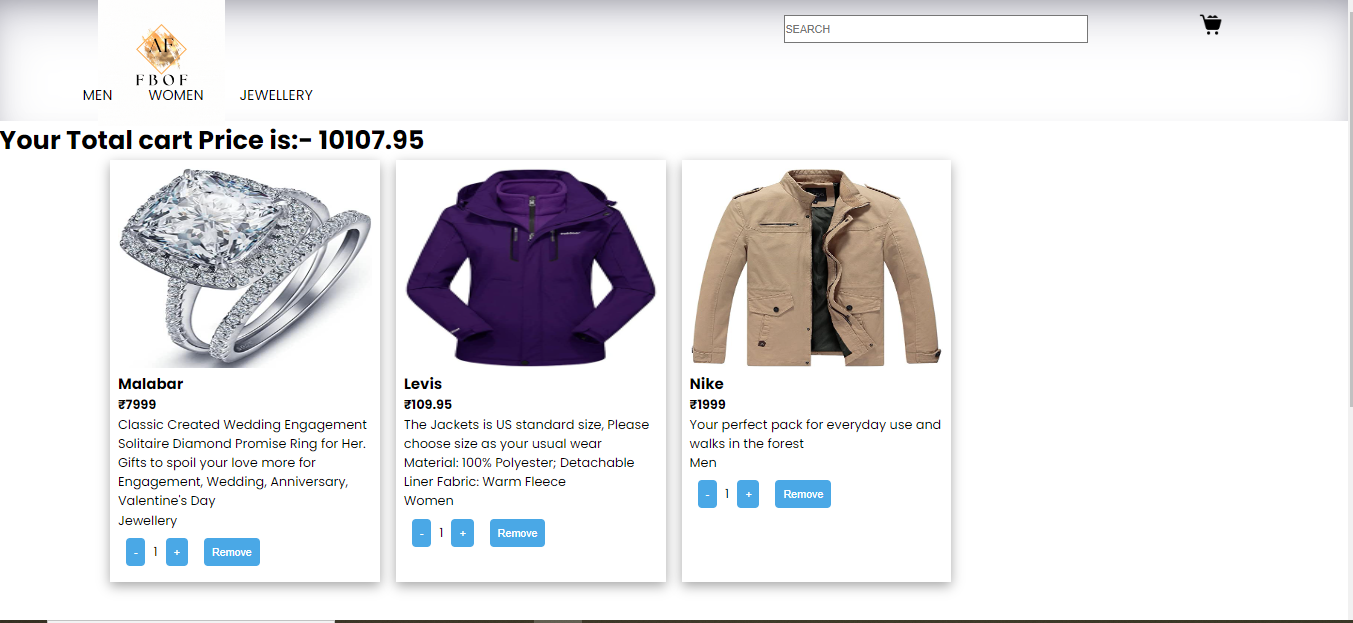 AF
FBOF
SEARCH
MEN WOMEN JEWELLERY
Your Total cart Price is:- 10107.95
Malabar
₹7999
Classic Created Wedding Engagement
Solitaire Diamond Promise Ring for Her.
Gifts to spoil your love more for
Engagement, Wedding, Anniversary,
Valentine's Day
Jewellery
- 1 + Remove
Levis
₹109.95
The Jackets is US standard size, Please
choose size as your usual wear
Material: 100% Polyester; Detachable
Liner Fabric: Warm Fleece
Women
- 1 + Remove
Nike
₹1999
Your perfect pack for everyday use and
walks in the forest
Men
- 1 + Remove